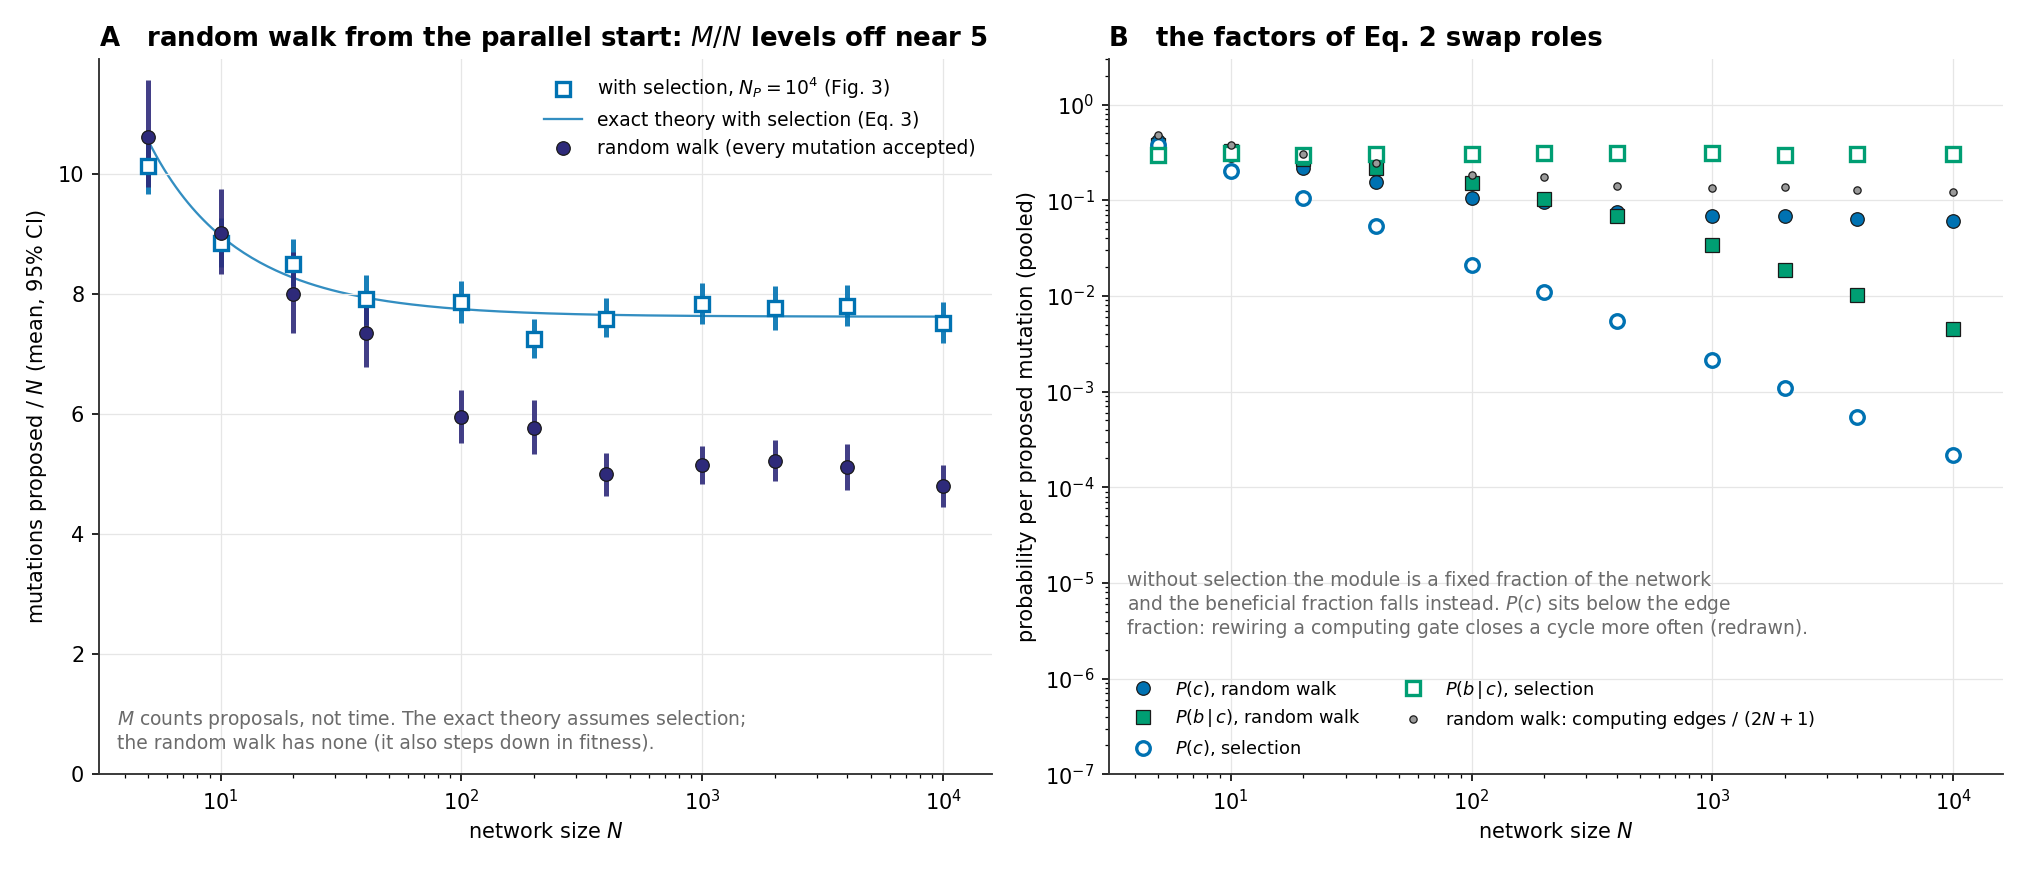 A random walk from the parallel start: M/N levels off near 5
with selection, N_P = 10^4 (Fig. 3)
exact theory with selection (Eq. 3)
random walk (every mutation accepted)
mutations proposed / N (mean, 95% CI)
10
8
6
4
2
0
M counts proposals, not time. The exact theory assumes selection;
the random walk has none (it also steps down in fitness).
10^1
10^2
10^3
10^4
network size N
B the factors of Eq. 2 swap roles
probability per proposed mutation (pooled)
10^0
10^-1
10^-2
10^-3
10^-4
10^-5
10^-6
10^-7
without selection the module is a fixed fraction of the network
and the beneficial fraction falls instead. P(c) sits below the edge
fraction: rewiring a computing gate closes a cycle more often (redrawn).
P(c), random walk
P(b | c), random walk
P(c), selection
P(b | c), selection
random walk: computing edges / (2N + 1)
10^1
10^2
10^3
10^4
network size N